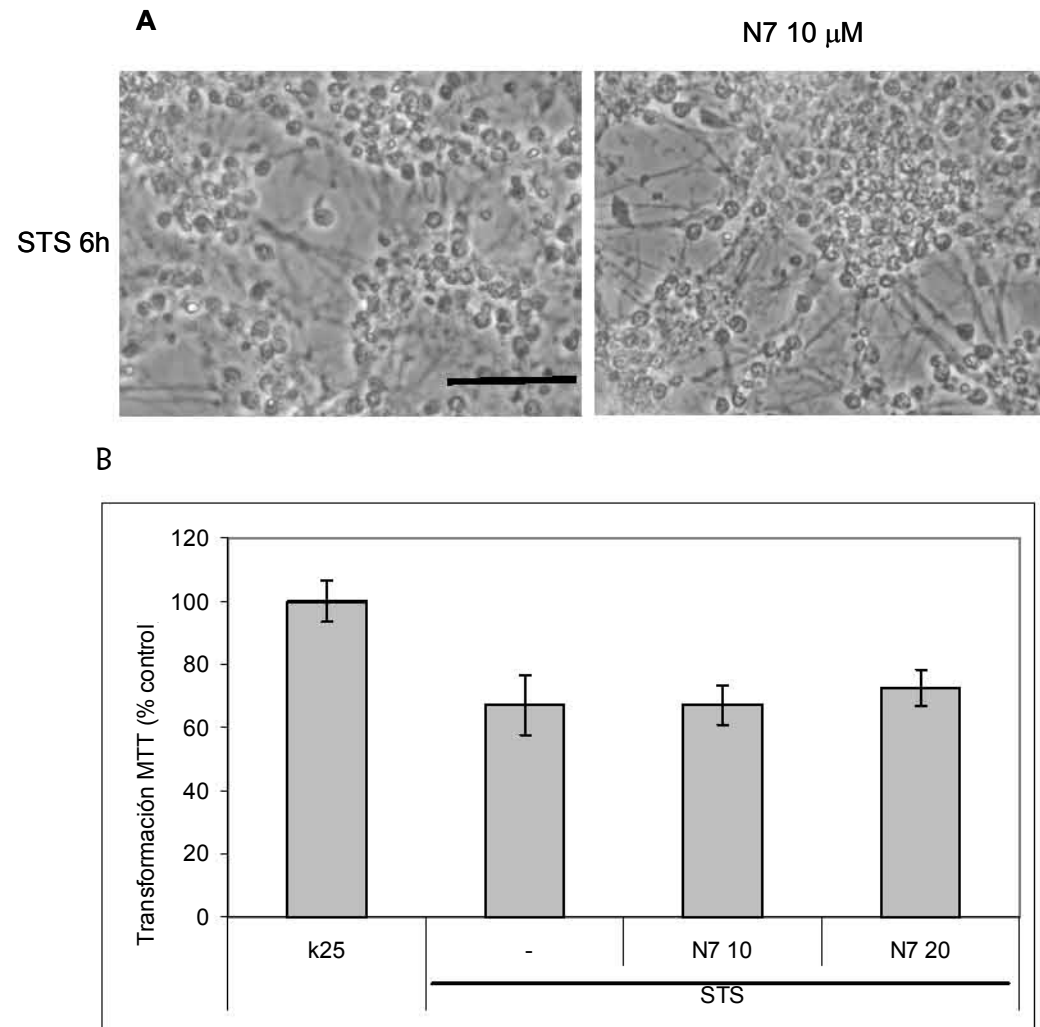 A
N7 10 μM
STS 6h
B
Transformación MTT (% control
120
100
80
60
40
20
0
k25
-
N7 10
N7 20
STS